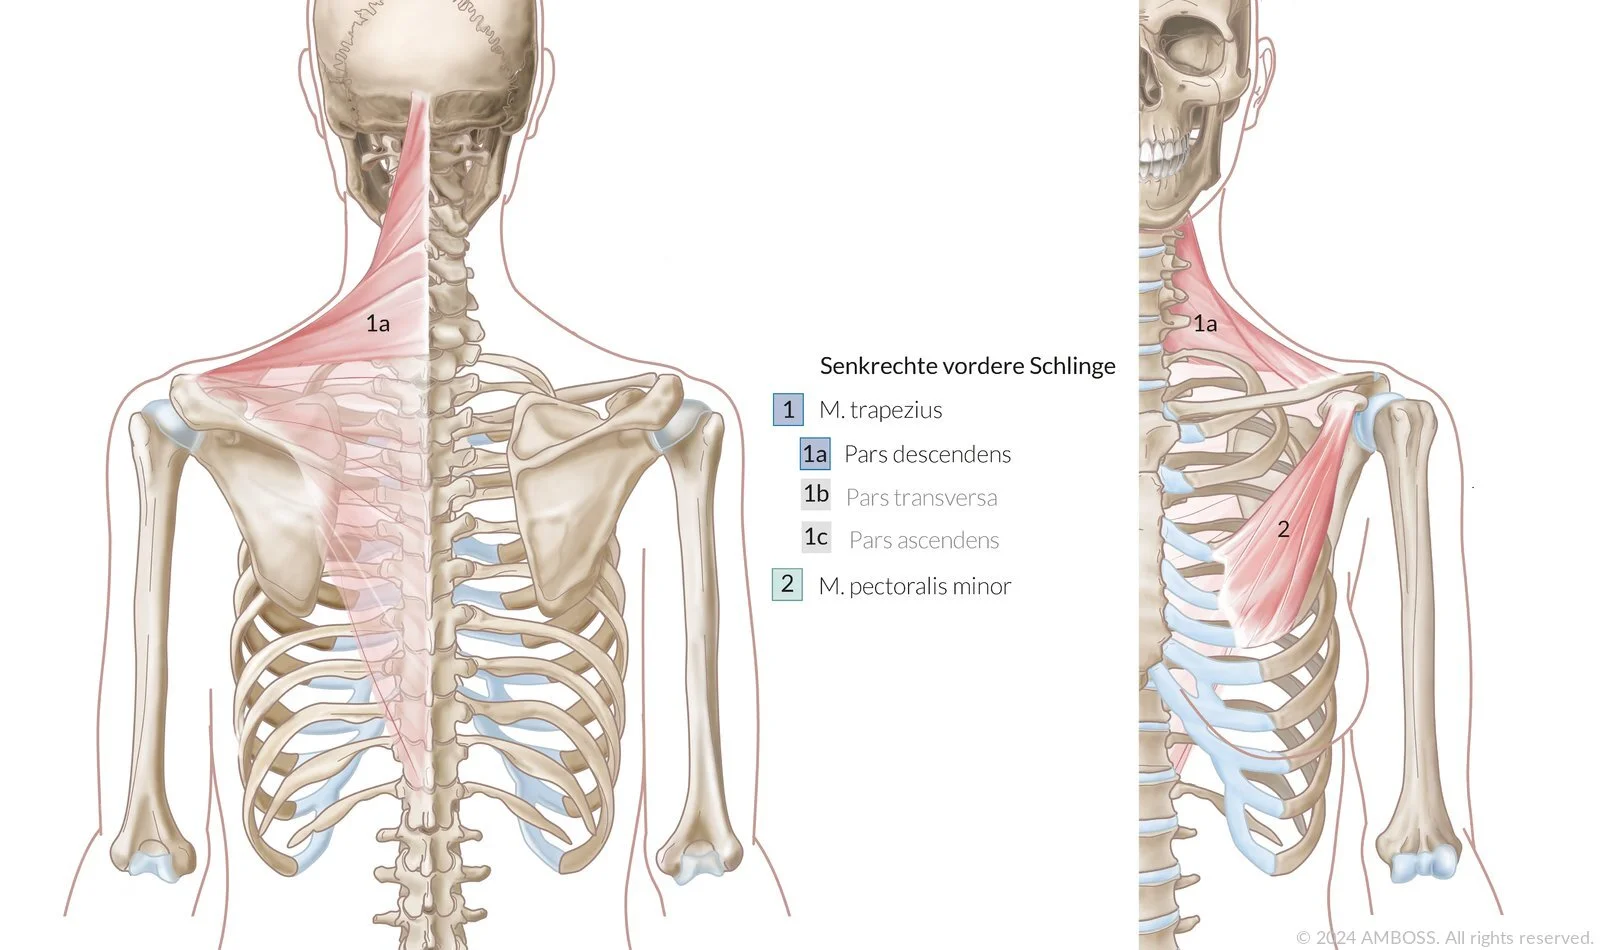 1a
1a
Senkrechte vordere Schlinge
1 M. trapezius
1a Pars descendens
1b Pars transversa
1c Pars ascendens
2 M. pectoralis minor
2
© 2024 AMBOSS. All rights reserved.